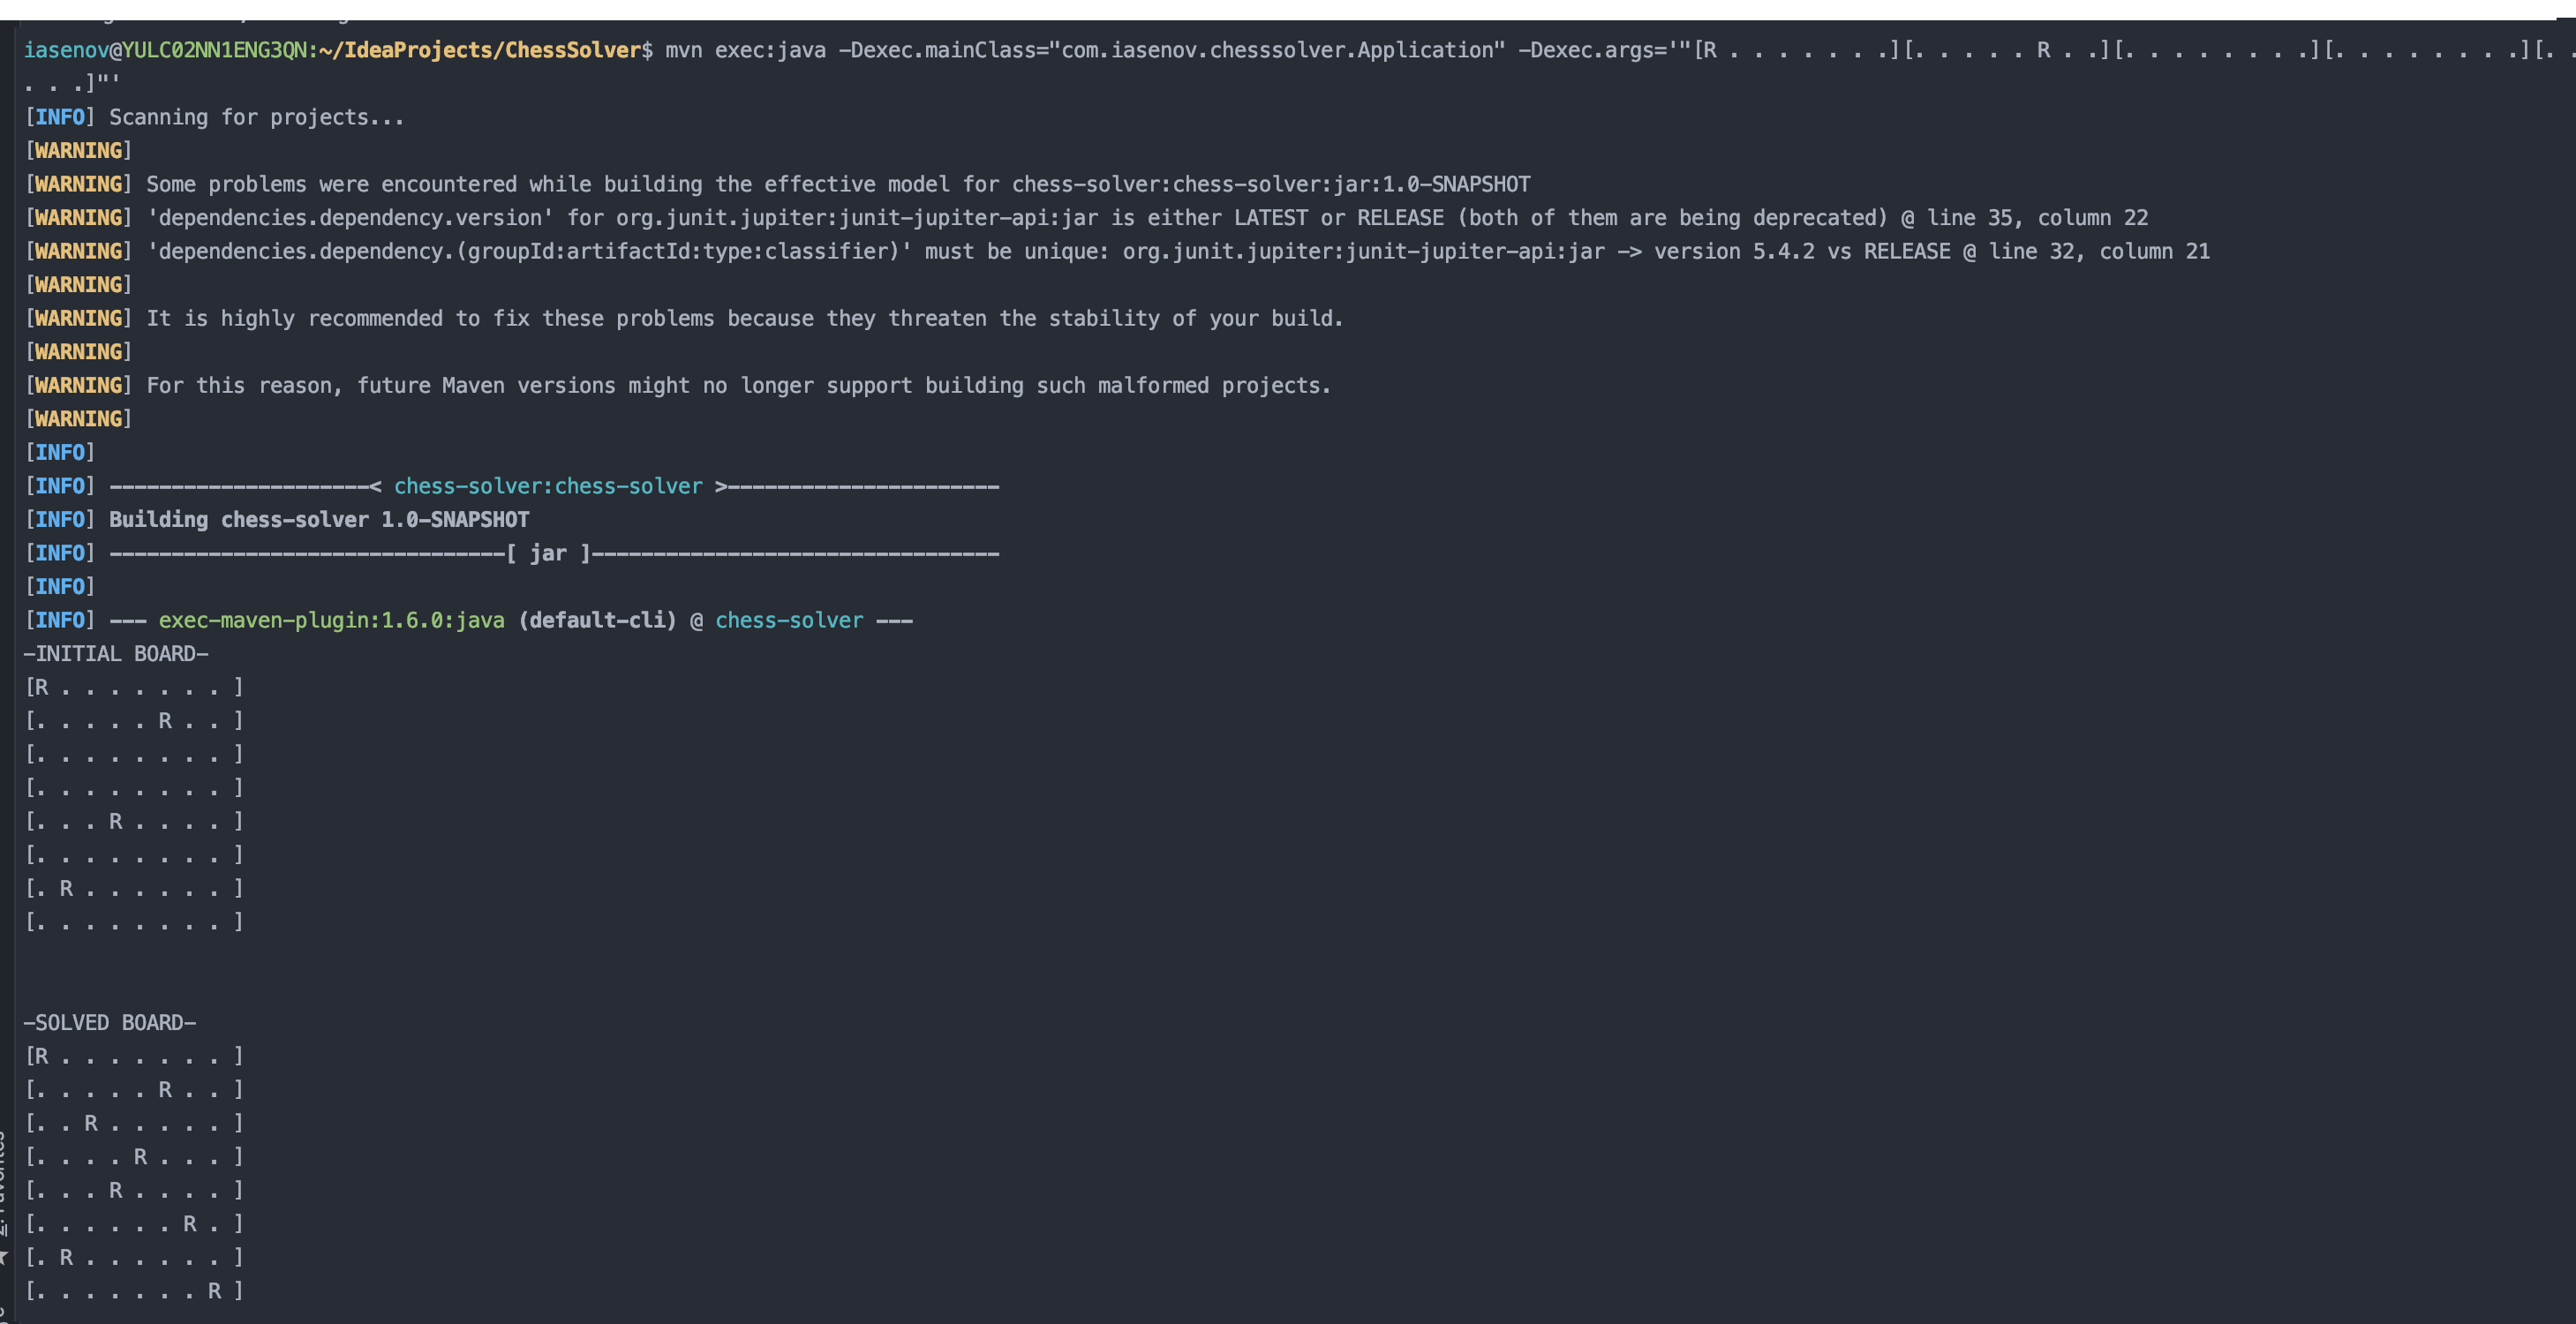 iasenov@YULC02NN1ENG3QN:~/IdeaProjects/ChessSolver$ mvn exec:java -Dexec.mainClass="com.iasenov.chesssolver.Application" -Dexec.args='"[R . . . . . . .][. . . . . R . .][. . . . . . . .][. . . . . . . .][. .
. . .]"'
[INFO] Scanning for projects...
[WARNING]
[WARNING] Some problems were encountered while building the effective model for chess-solver:chess-solver:jar:1.0-SNAPSHOT
[WARNING] 'dependencies.dependency.version' for org.junit.jupiter:junit-jupiter-api:jar is either LATEST or RELEASE (both of them are being deprecated) @ line 35, column 22
[WARNING] 'dependencies.dependency.(groupId:artifactId:type:classifier)' must be unique: org.junit.jupiter:junit-jupiter-api:jar -> version 5.4.2 vs RELEASE @ line 32, column 21
[WARNING]
[WARNING] It is highly recommended to fix these problems because they threaten the stability of your build.
[WARNING]
[WARNING] For this reason, future Maven versions might no longer support building such malformed projects.
[WARNING]
[INFO]
[INFO] ---------------------< chess-solver:chess-solver >----------------------
[INFO] Building chess-solver 1.0-SNAPSHOT
[INFO] --------------------------------[ jar ]---------------------------------
[INFO]
[INFO] --- exec-maven-plugin:1.6.0:java (default-cli) @ chess-solver ---
-INITIAL BOARD-
[R . . . . . . . ]
[. . . . . R . . ]
[. . . . . . . . ]
[. . . . . . . . ]
[. . . R . . . . ]
[. . . . . . . . ]
[. R . . . . . . ]
[. . . . . . . . ]
-SOLVED BOARD-
[R . . . . . . . ]
[. . . . . R . . ]
[. . R . . . . . ]
[. . . . R . . . ]
[. . . R . . . . ]
[. . . . . . R . ]
[. R . . . . . . ]
[. . . . . . . R ]